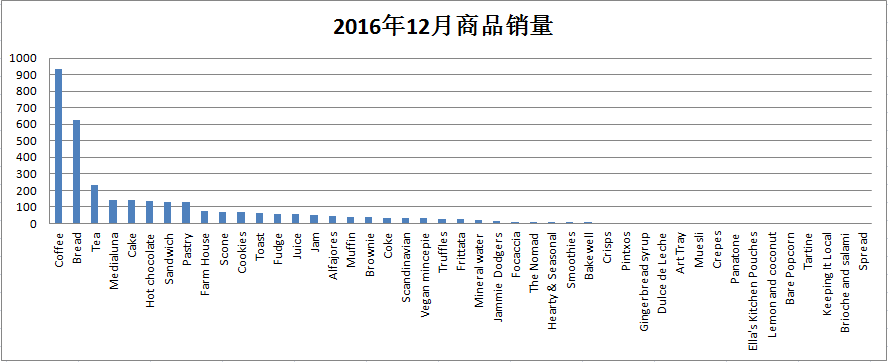 2016年12月商品销量
1000
900
800
700
600
500
400
300
200
100
0
Coffee
Bread
Tea
Medialuna
Cake
Hot chocolate
Sandwich
Pastry
Farm House
Scone
Cookies
Toast
Fudge
Juice
Jam
Alfajores
Muffin
Brownie
Coke
Scandinavian
Vegan mincepie
Truffles
Frittata
Mineral water
Jammie Dodgers
Focaccia
The Nomad
Hearty & Seasonal
Smoothies
Bakewell
Crisps
Pintxos
Gingerbread syrup
Dulce de Leche
Art Tray
Muesli
Crepes
Panatone
Ella's Kitchen Pouches
Lemon and coconut
Bare Popcorn
Tartine
Keeping It Local
Brioche and salami
Spread